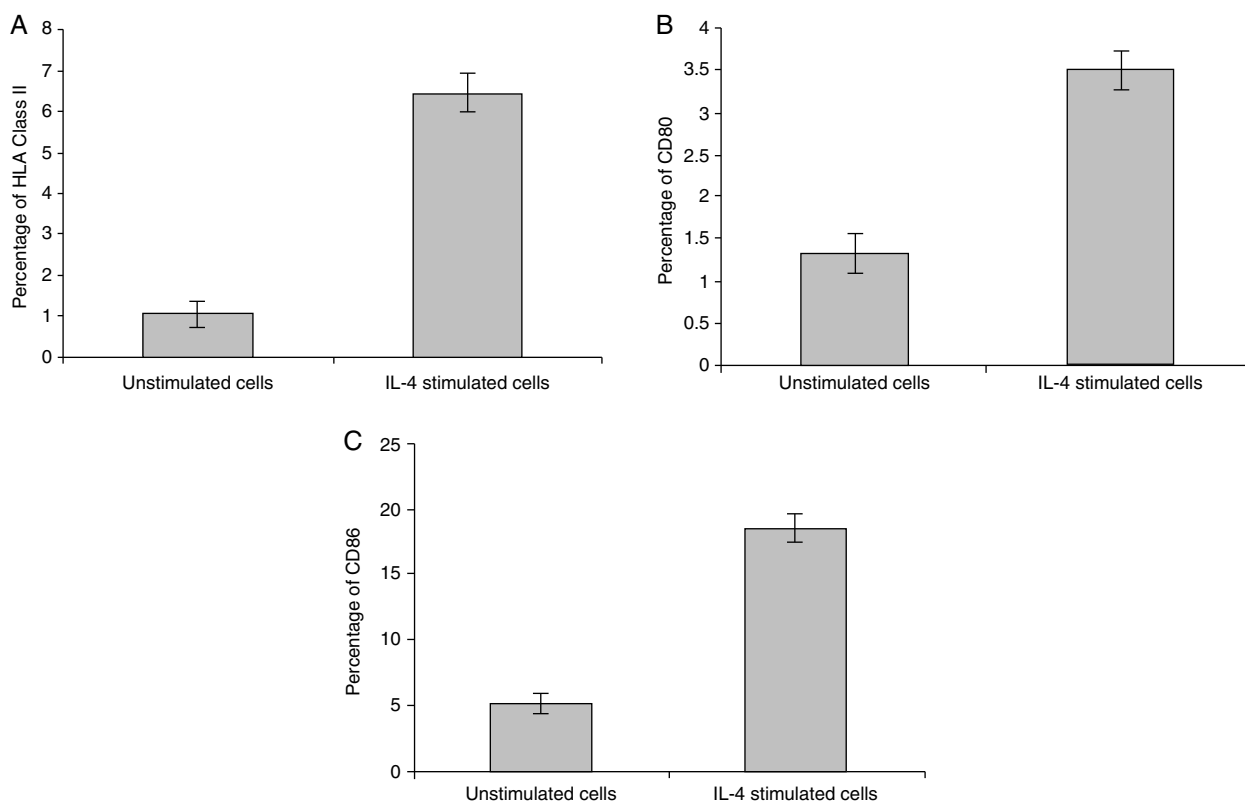 A
Percentage of HLA Class II
8
7
6
5
4
3
2
1
0
Unstimulated cells
IL-4 stimulated cells
B
Percentage of CD80
4
3.5
3
2.5
2
1.5
1
0.5
0
Unstimulated cells
IL-4 stimulated cells
C
Percentage of CD86
25
20
15
10
5
0
Unstimulated cells
IL-4 stimulated cells